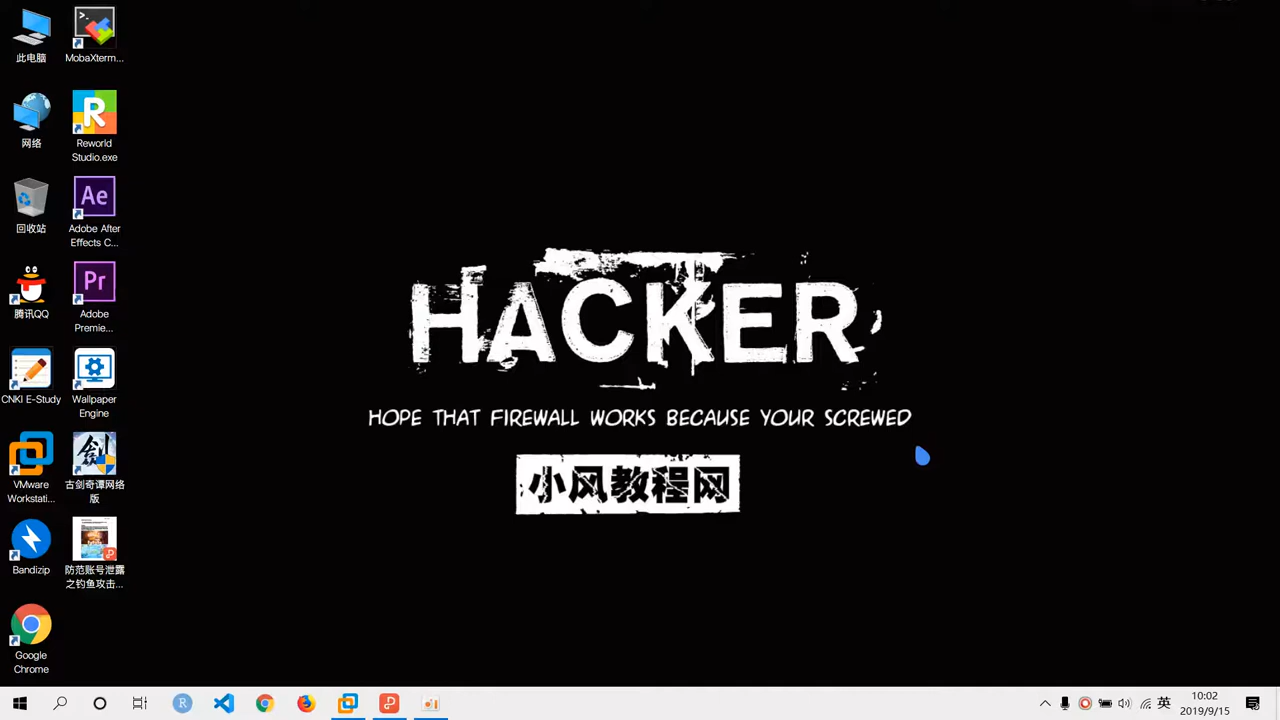 此电脑
MobaXterm...
网络
Reworld
Studio.exe
回收站
Ae
Adobe After
Effects C...
腾讯QQ
Pr
Adobe
Premie...
CNKI E-Study
Wallpaper
Engine
VMware
Workstati...
古剑奇谭网络
版
Bandizip
防范账号泄露
之钓鱼攻击...
Google
Chrome
HACKER
HOPE THAT FIREWALL WORKS BECAUSE YOUR SCREWED
小风教程网
英
10:02
2019/9/15